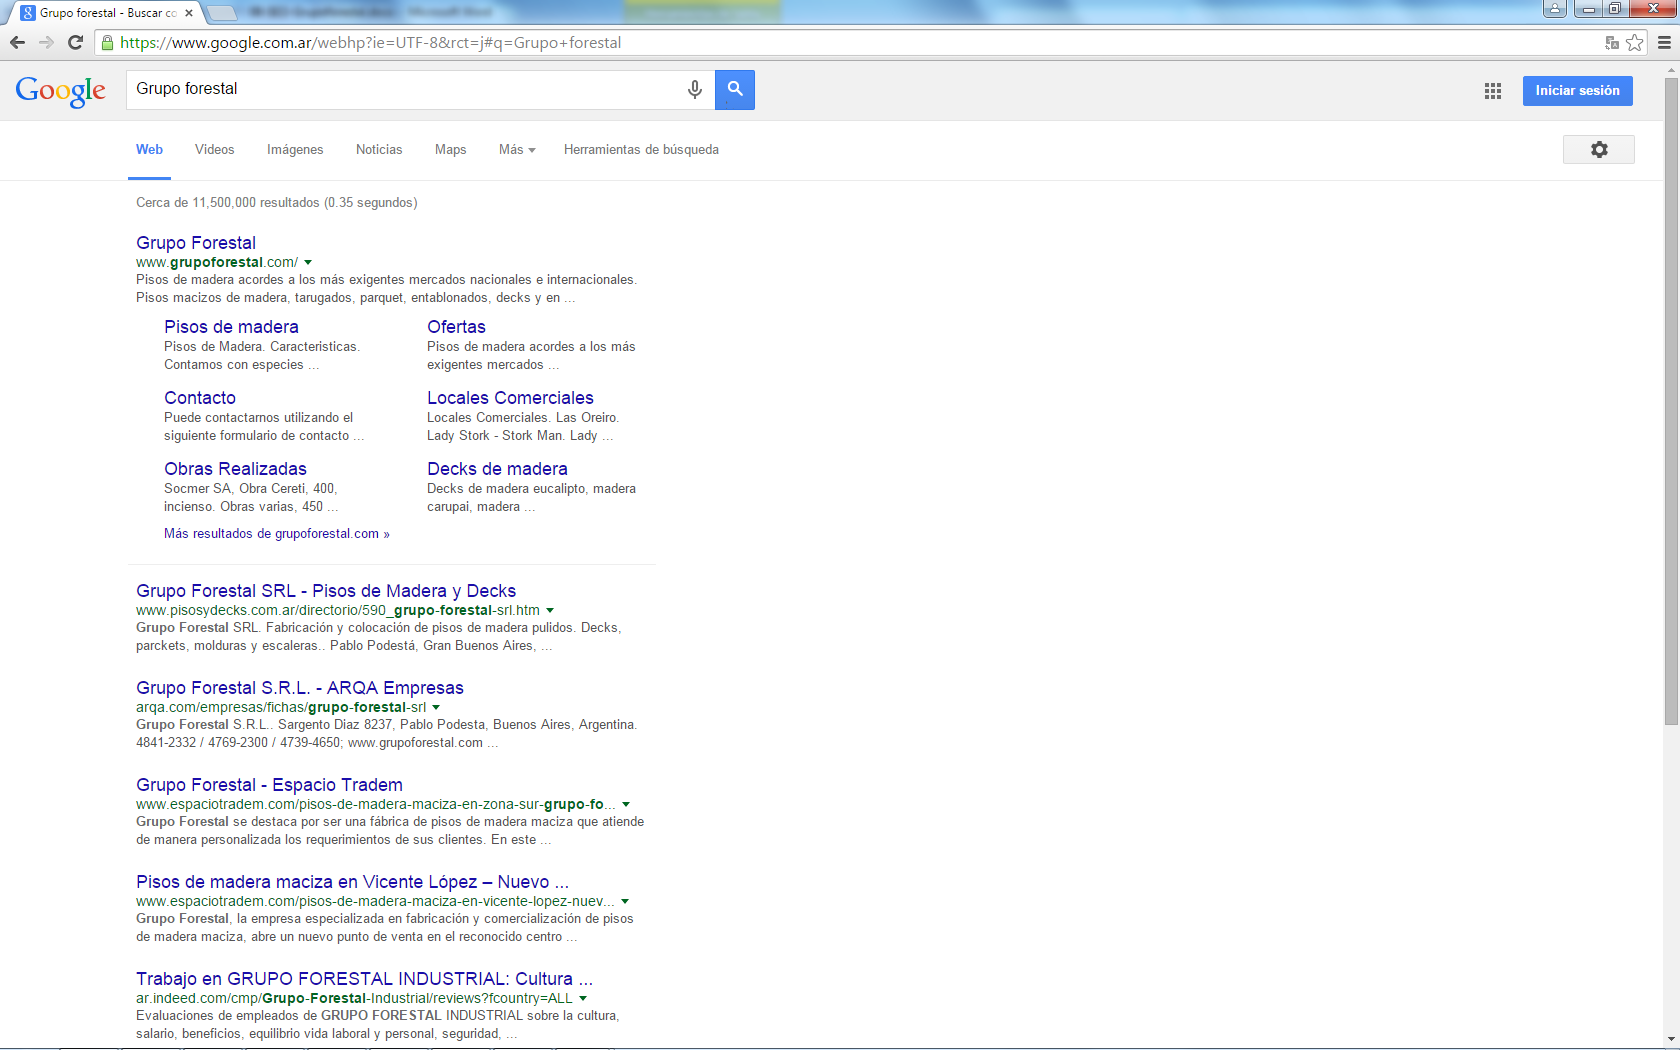 Grupo forestal - Buscar co
https://www.google.com.ar/webhp?ie=UTF-8&rct=j#q=Grupo+forestal
Google
Grupo forestal
Iniciar sesión
Web Videos Imágenes Noticias Maps Más Herramientas de búsqueda
Cerca de 11,500,000 resultados (0.35 segundos)
Grupo Forestal
www.grupoforestal.com/
Pisos de madera acordes a los más exigentes mercados nacionales e internacionales.
Pisos macizos de madera, tarugados, parquet, entablonados, decks y en ...
Pisos de madera
Pisos de Madera. Caracteristicas.
Contamos con especies ...
Ofertas
Pisos de madera acordes a los más
exigentes mercados ...
Contacto
Puede contactarnos utilizando el
siguiente formulario de contacto ...
Locales Comerciales
Locales Comerciales. Las Oreiro.
Lady Stork - Stork Man. Lady ...
Obras Realizadas
Socmer SA, Obra Cereti, 400,
incienso. Obras varias, 450 ...
Decks de madera
Decks de madera eucalipto, madera
carupai, madera ...
Más resultados de grupoforestal.com »
Grupo Forestal SRL - Pisos de Madera y Decks
www.pisosydecks.com.ar/directorio/590_grupo-forestal-srl.htm
Grupo Forestal SRL. Fabricación y colocación de pisos de madera pulidos. Decks,
parckets, molduras y escaleras.. Pablo Podestá, Gran Buenos Aires, ...
Grupo Forestal S.R.L. - ARQA Empresas
arqa.com/empresas/fichas/grupo-forestal-srl
Grupo Forestal S.R.L.. Sargento Diaz 8237, Pablo Podesta, Buenos Aires, Argentina.
4841-2332 / 4769-2300 / 4739-4650; www.grupoforestal.com ...
Grupo Forestal - Espacio Tradem
www.espaciotradem.com/pisos-de-madera-maciza-en-zona-sur-grupo-fo...
Grupo Forestal se destaca por ser una fábrica de pisos de madera maciza que atiende
de manera personalizada los requerimientos de sus clientes. En este ...
Pisos de madera maciza en Vicente López – Nuevo ...
www.espaciotradem.com/pisos-de-madera-maciza-en-vicente-lopez-nuev...
Grupo Forestal, la empresa especializada en fabricación y comercialización de pisos
de madera maciza, abre un nuevo punto de venta en el reconocido centro ...
Trabajo en GRUPO FORESTAL INDUSTRIAL: Cultura ...
ar.indeed.com/cmp/Grupo-Forestal-Industrial/reviews?fcountry=ALL
Evaluaciones de empleados de GRUPO FORESTAL INDUSTRIAL sobre la cultura,
salario, beneficios, equilibrio vida laboral y personal, seguridad, ...